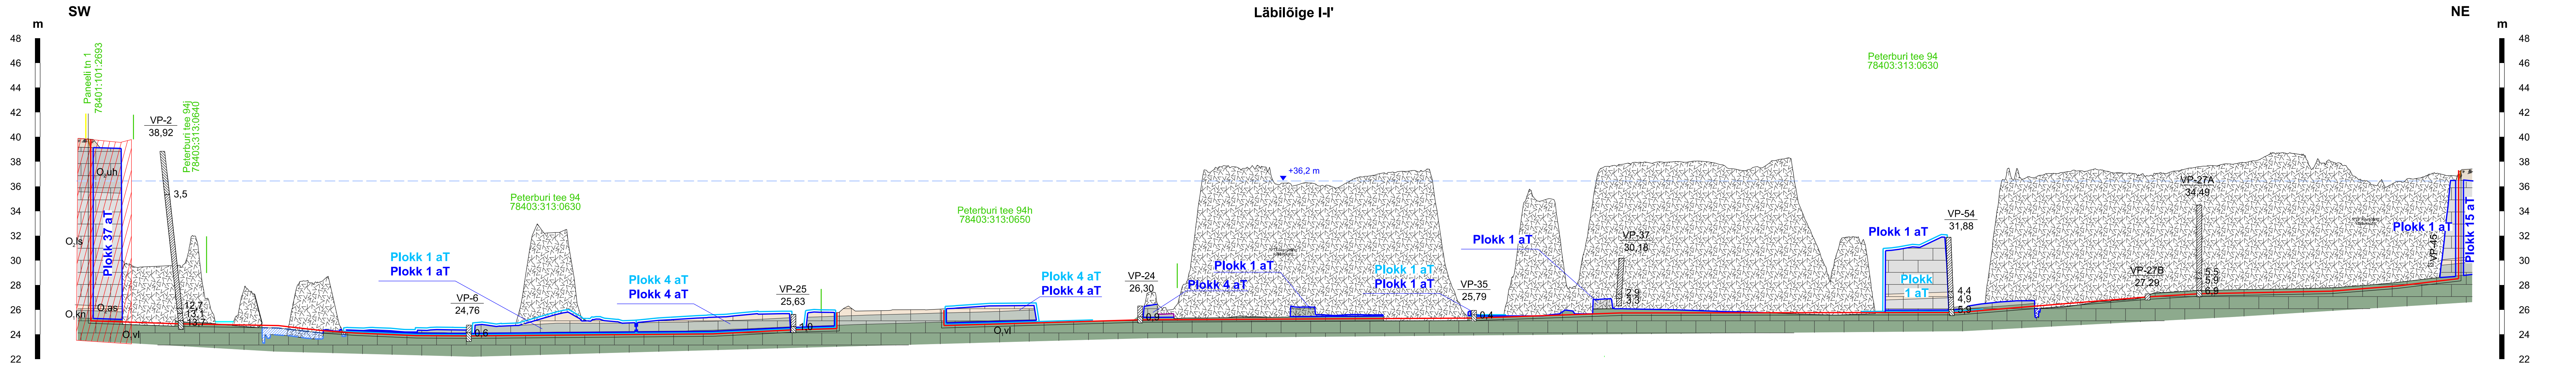 SW
Läbilõige I-I'
NE
m
m
48
46
44
42
40
38
36
34
32
30
28
26
24
22
48
46
44
42
40
38
36
34
32
30
28
26
24
22
Paneeli tn 1
78401:101:2693
VP-2
38,92
Peterburi tee 94j
78403:313:0640
3,5
12,7
13,1
13,7
O₂uh
O₂ls
O₂as
O₂kn
O₂vl
Plokk 37 aT
Peterburi tee 94
78403:313:0630
Plokk 1 aT
Plokk 1 aT
VP-6
24,76
0,6
Plokk 4 aT
Plokk 4 aT
VP-25
25,63
1,0
Peterburi tee 94h
78403:313:0650
Plokk 4 aT
Plokk 4 aT
O₂vl
VP-24
26,30
0,9
Plokk 4 aT
Plokk 1 aT
+36,2 m
Plokk 1 aT
Plokk 1 aT
VP-35
25,79
0,4
Plokk 1 aT
VP-37
30,18
2,9
3,3
Peterburi tee 94
78403:313:0630
Plokk 1 aT
Plokk
1 aT
VP-54
31,88
4,4
4,9
5,9
VP-27B
27,29
VP-27A
34,49
5,5
5,9
6,9
Plokk 1 aT
VP-45
Plokk 15 aT